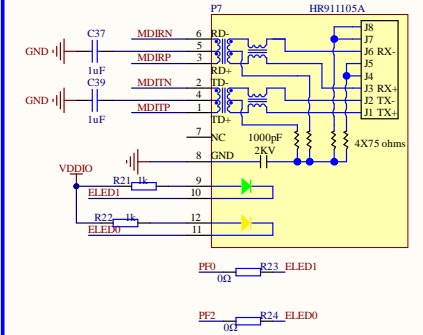 P7 HR911105A
C37 MDIRN 6 RD- J8
GND 5 J7
MDIRP 3 J6 RX-
1uF RD+ J5
C39 MDITN 2 TD- J4
GND 4 J3 RX+
MDITP 1 J2 TX-
1uF TD+ J1 TX+
7 NC 1000pF
2KV 4X75 ohms
8 GND
VDDIO
R21 1k 9
ELED1 10
R22 1k 12
ELED0 11
PF0 R23 ELED1
0Ω
PF2 R24 ELED0
0Ω